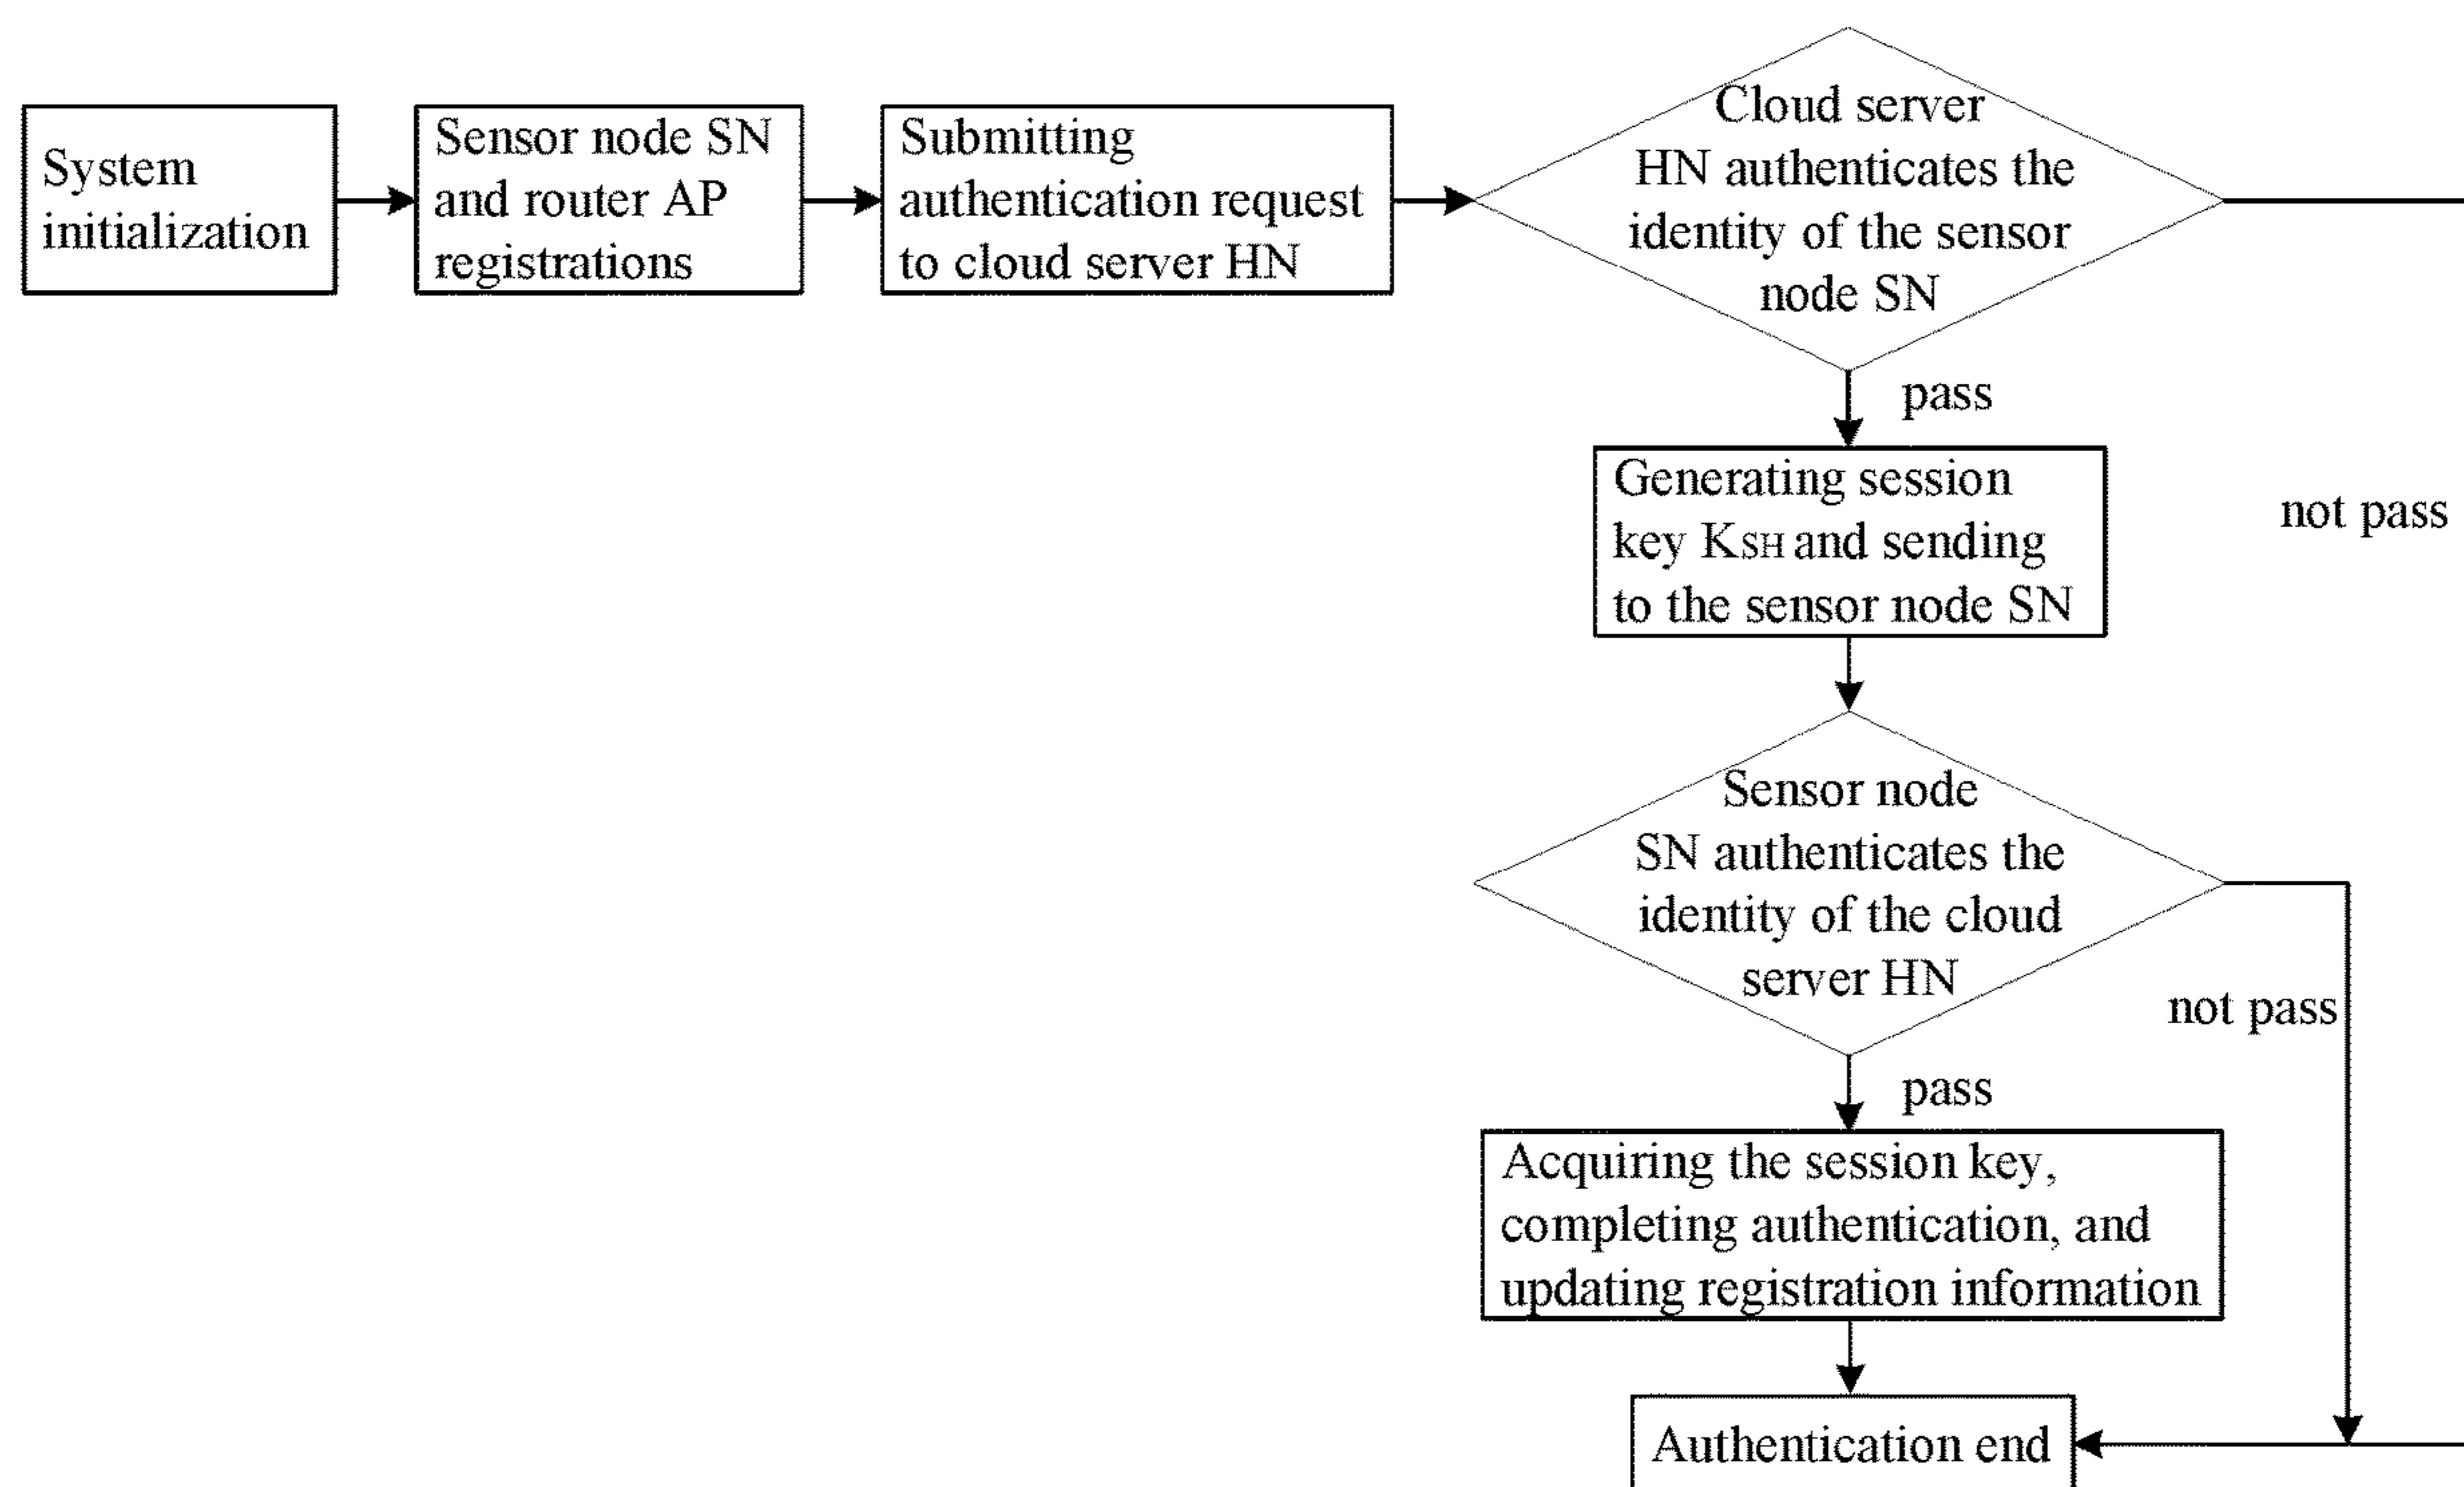 System
initialization
Sensor node SN
and router AP
registrations
Submitting
authentication request
to cloud server HN
Cloud server
HN authenticates the
identity of the sensor
node SN
pass
not pass
Generating session
key KSH and sending
to the sensor node SN
Sensor node
SN authenticates the
identity of the cloud
server HN
not pass
pass
Acquiring the session key,
completing authentication, and
updating registration information
Authentication end